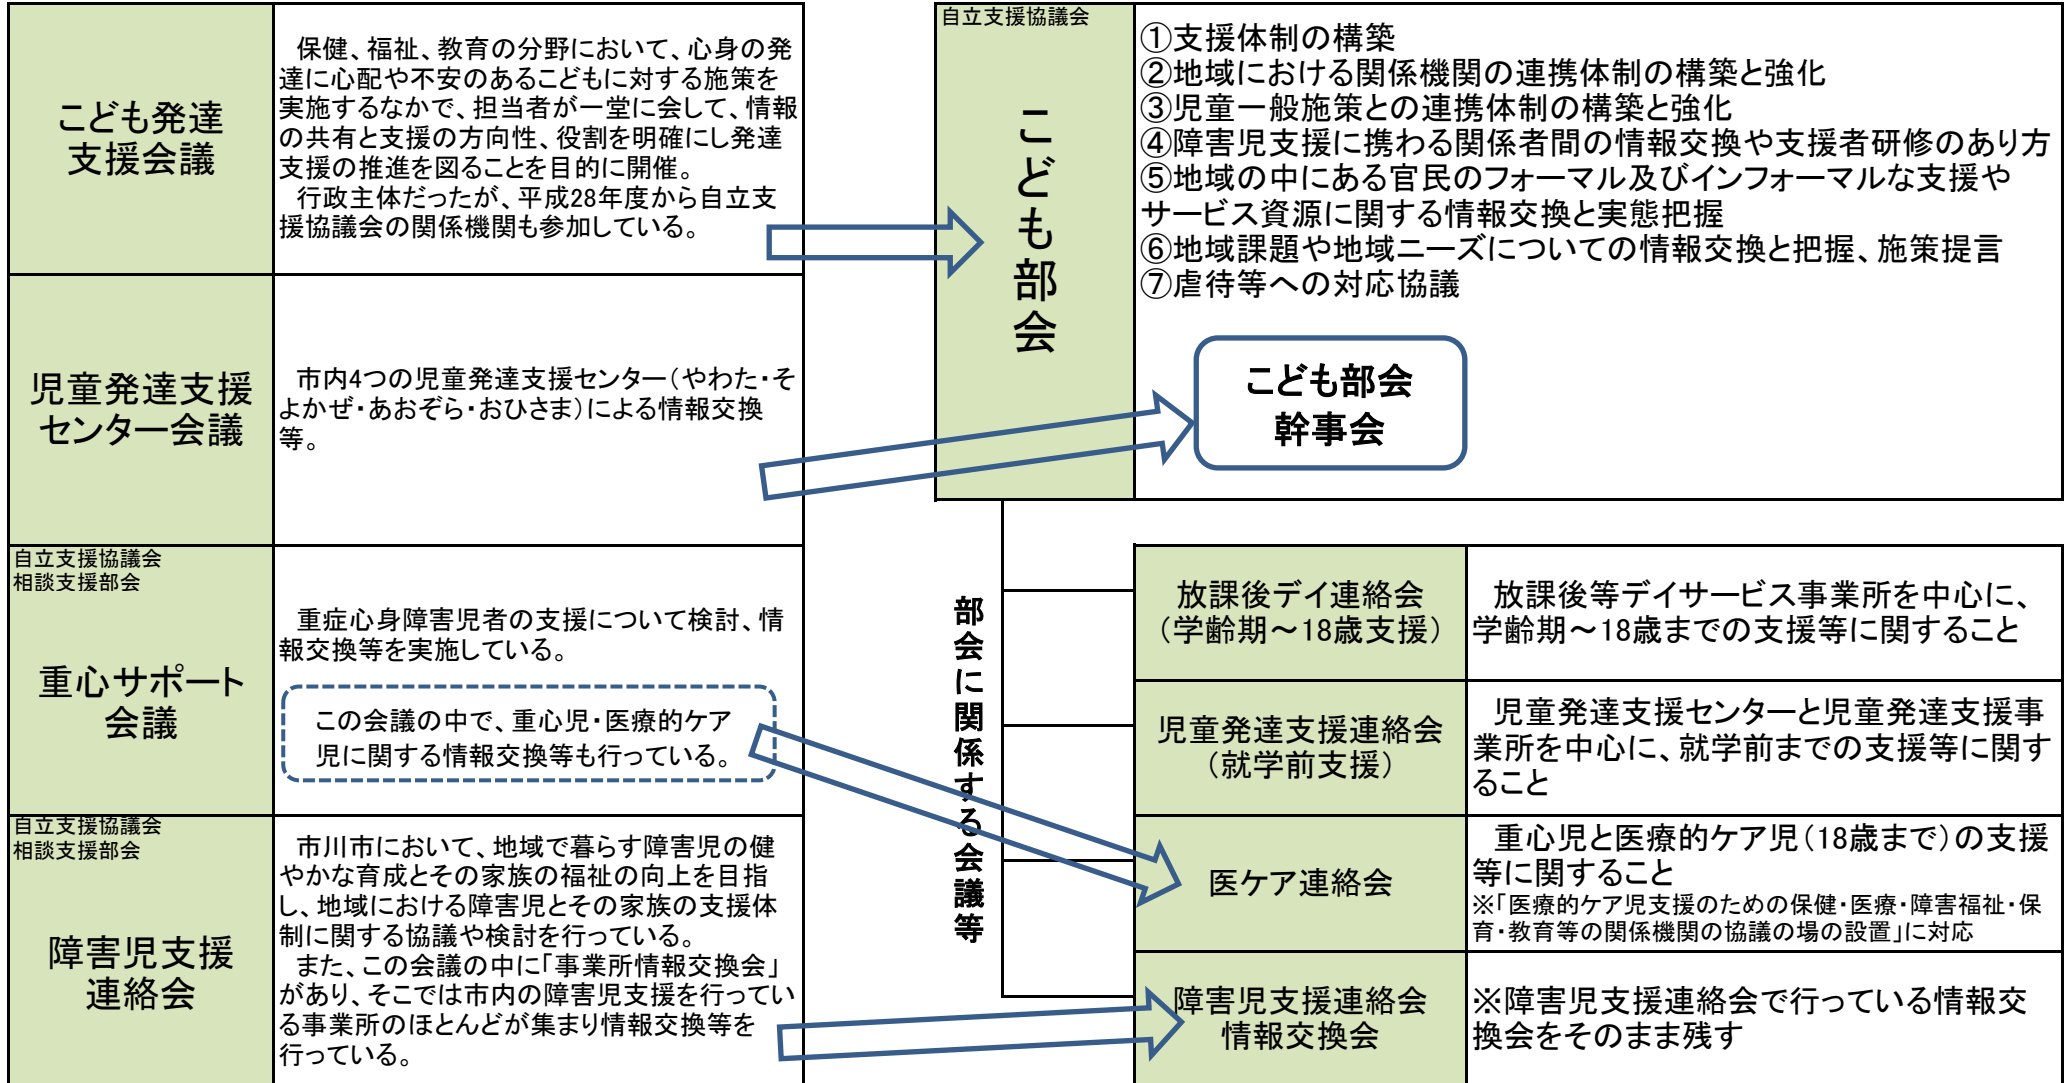 こども発達
支援会議
保健、福祉、教育の分野において、心身の発
達に心配や不安のあるこどもに対する施策を
実施するなかで、担当者が一堂に会して、情報
の共有と支援の方向性、役割を明確にし発達
支援の推進を図ることを目的に開催。
行政主体だったが、平成28年度から自立支
援協議会の関係機関も参加している。
児童発達支援
センター会議
市内4つの児童発達支援センター（やわた・そ
よかぜ・あおぞら・おひさま）による情報交換
等。
自立支援協議会
相談支援部会
重心サポート
会議
重症心身障害児者の支援について検討、情
報交換等を実施している。
この会議の中で、重心児・医療的ケア
児に関する情報交換等も行っている。
自立支援協議会
相談支援部会
障害児支援
連絡会
市川市において、地域で暮らす障害児の健
やかな育成とその家族の福祉の向上を目指
し、地域における障害児とその家族の支援体
制に関する協議や検討を行っている。
また、この会議の中に「事業所情報交換会」
があり、そこでは市内の障害児支援を行ってい
る事業所のほとんどが集まり情報交換等を
行っている。
自立支援協議会
こども部会
①支援体制の構築
②地域における関係機関の連携体制の構築と強化
③児童一般施策との連携体制の構築と強化
④障害児支援に携わる関係者間の情報交換や支援者研修のあり方
⑤地域の中にある官民のフォーマル及びインフォーマルな支援や
サービス資源に関する情報交換と実態把握
⑥地域課題や地域ニーズについての情報交換と把握、施策提言
⑦虐待等への対応協議
こども部会
幹事会
部会に関係する会議等
放課後デイ連絡会
（学齢期～18歳支援）
放課後等デイサービス事業所を中心に、
学齢期～18歳までの支援等に関すること
児童発達支援連絡会
（就学前支援）
児童発達支援センターと児童発達支援事
業所を中心に、就学前までの支援等に関す
ること
医ケア連絡会
重心児と医療的ケア児（18歳まで）の支援
等に関すること
※「医療的ケア児支援のための保健・医療・障害福祉・保
育・教育等の関係機関の協議の場の設置」に対応
障害児支援連絡会
情報交換会
※障害児支援連絡会で行っている情報交
換会をそのまま残す